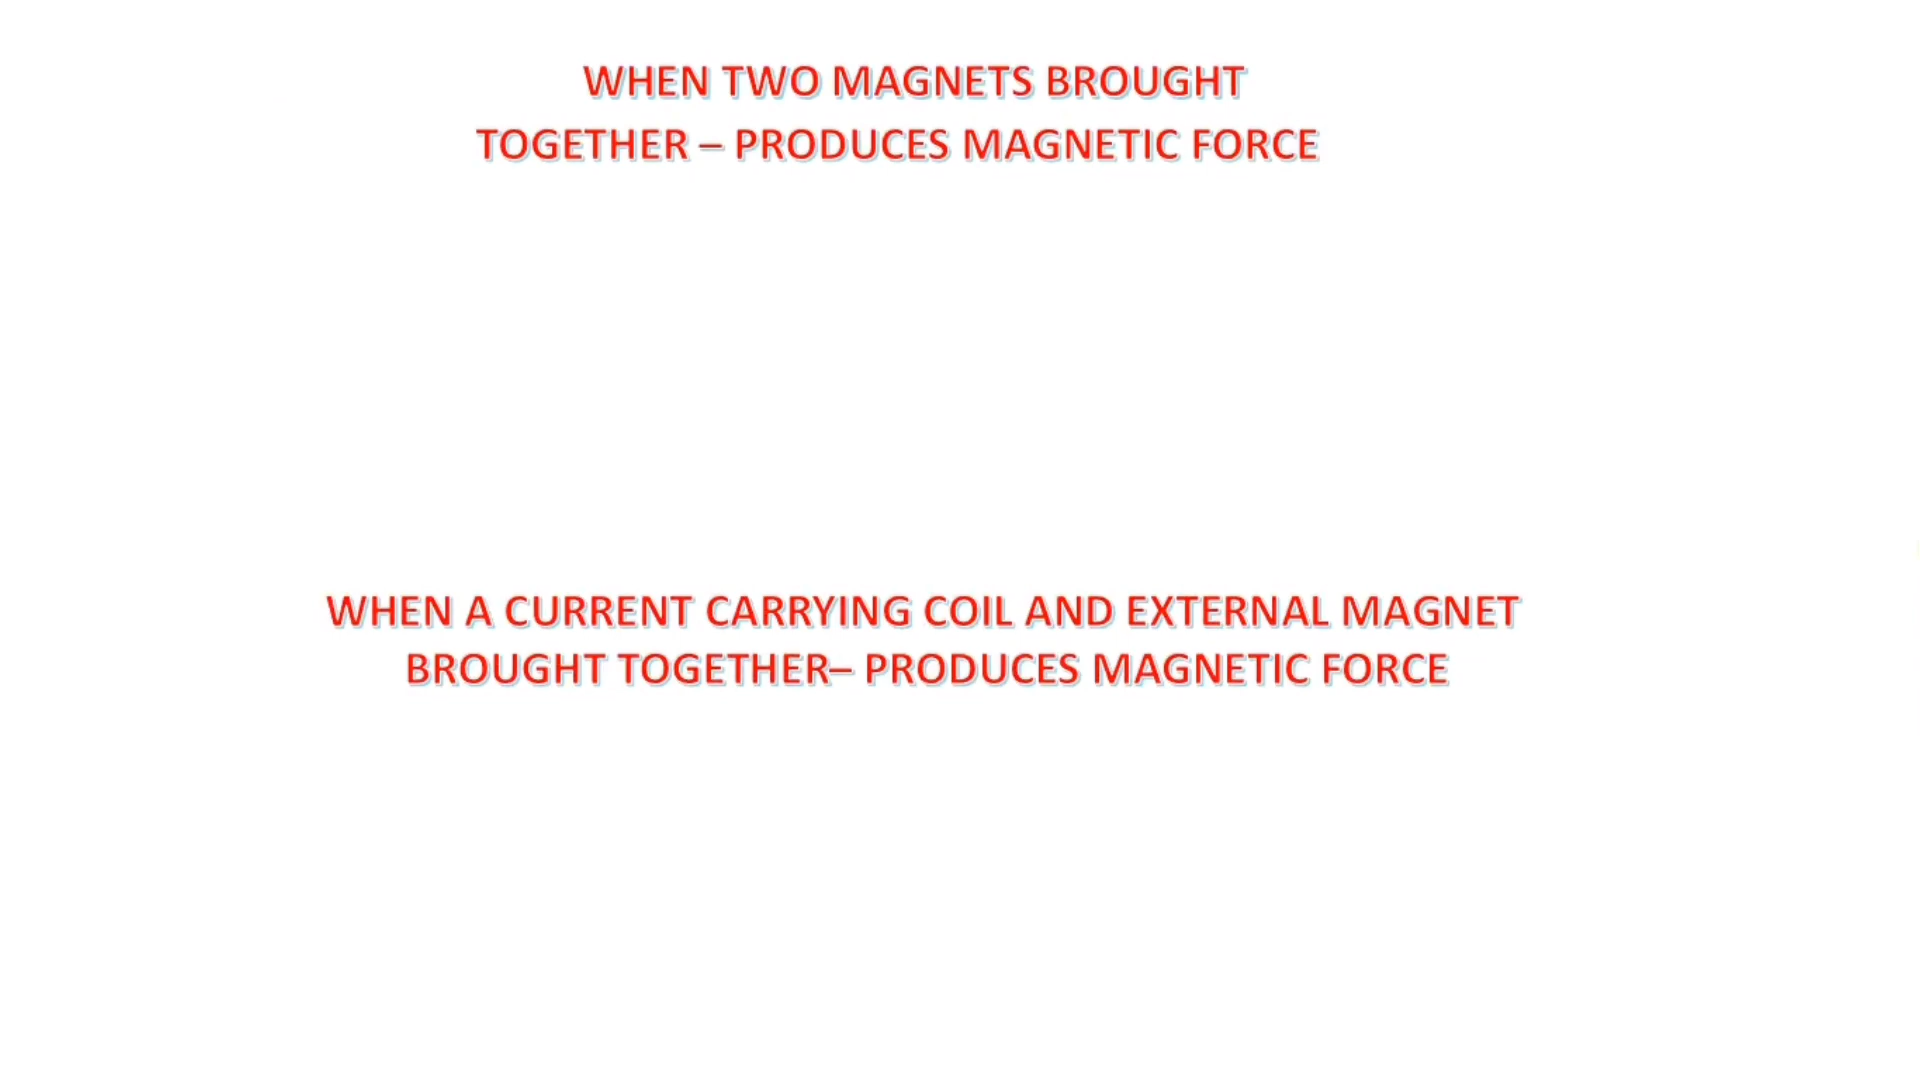 WHEN TWO MAGNETS BROUGHT
TOGETHER – PRODUCES MAGNETIC FORCE
WHEN A CURRENT CARRYING COIL AND EXTERNAL MAGNET
BROUGHT TOGETHER– PRODUCES MAGNETIC FORCE